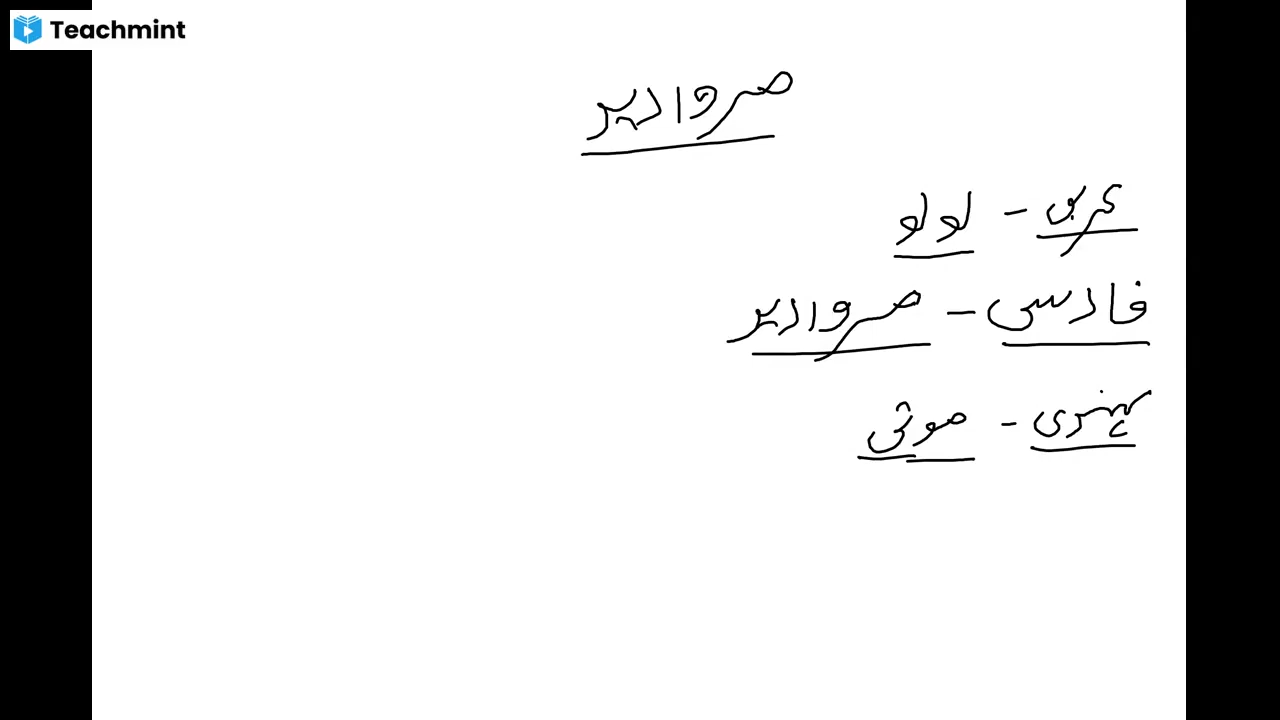 Teachmint
مروارید
عربی - لولو
فارسی - مروارید
ہندی - موتی